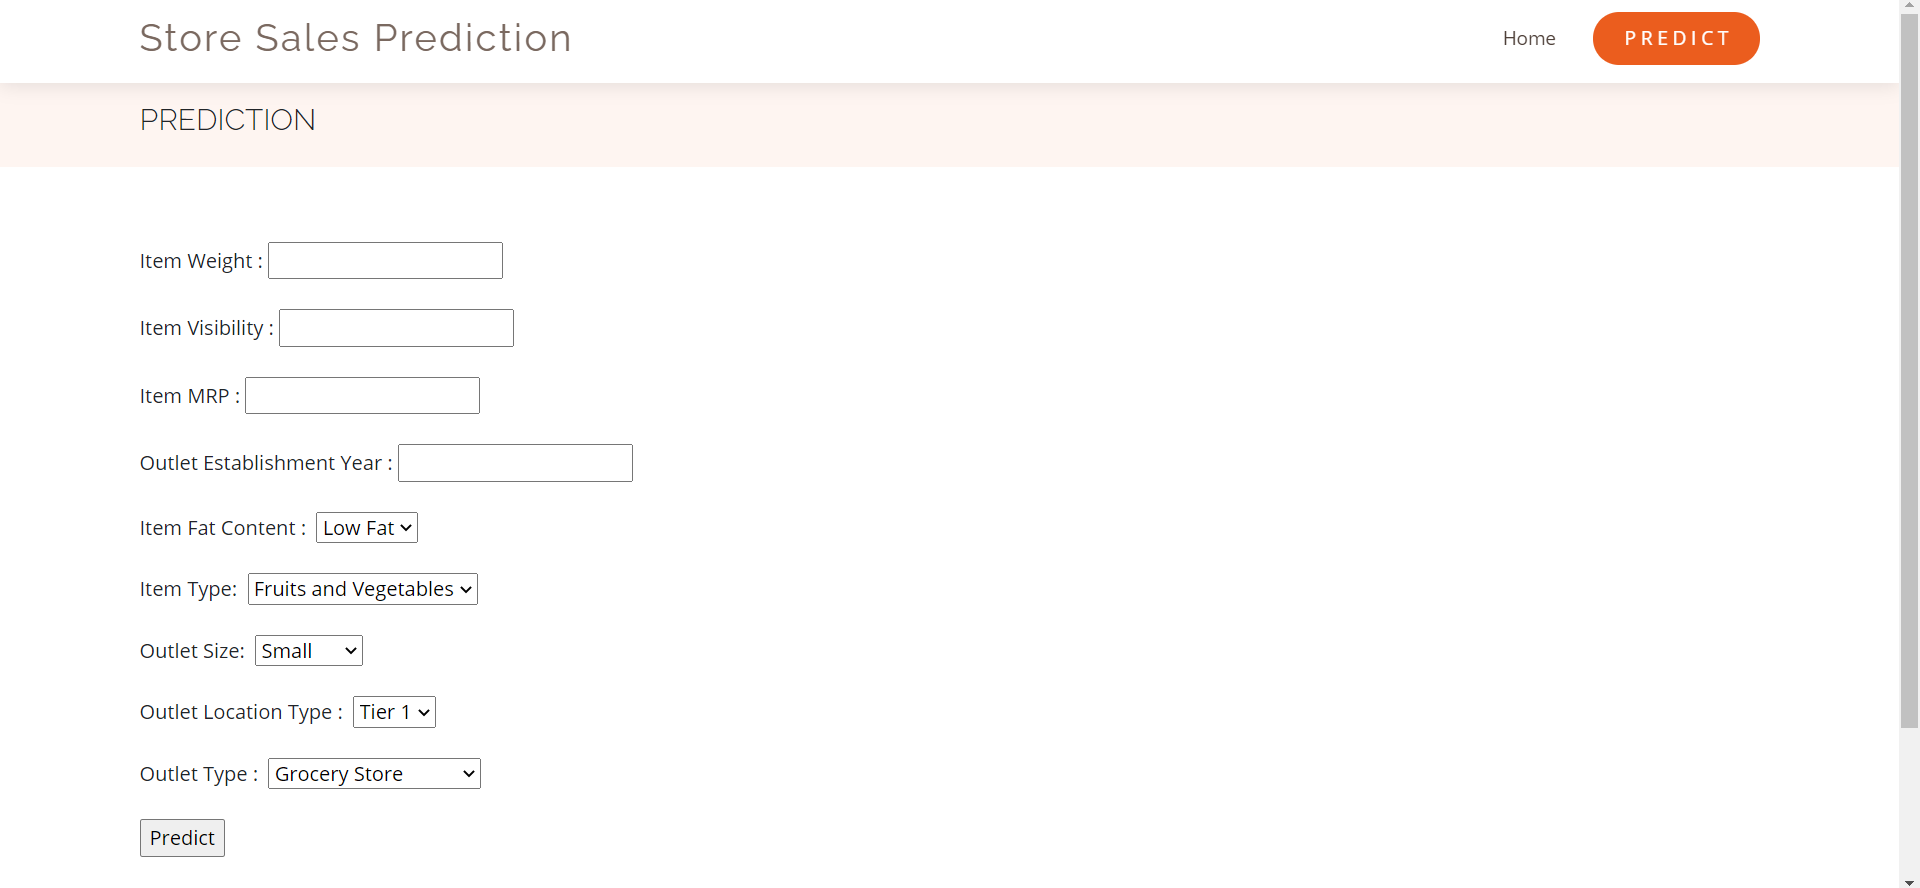 Store Sales Prediction
Home
PREDICT
PREDICTION
Item Weight :
Item Visibility :
Item MRP :
Outlet Establishment Year :
Item Fat Content : Low Fat
Item Type: Fruits and Vegetables
Outlet Size: Small
Outlet Location Type : Tier 1
Outlet Type : Grocery Store
Predict